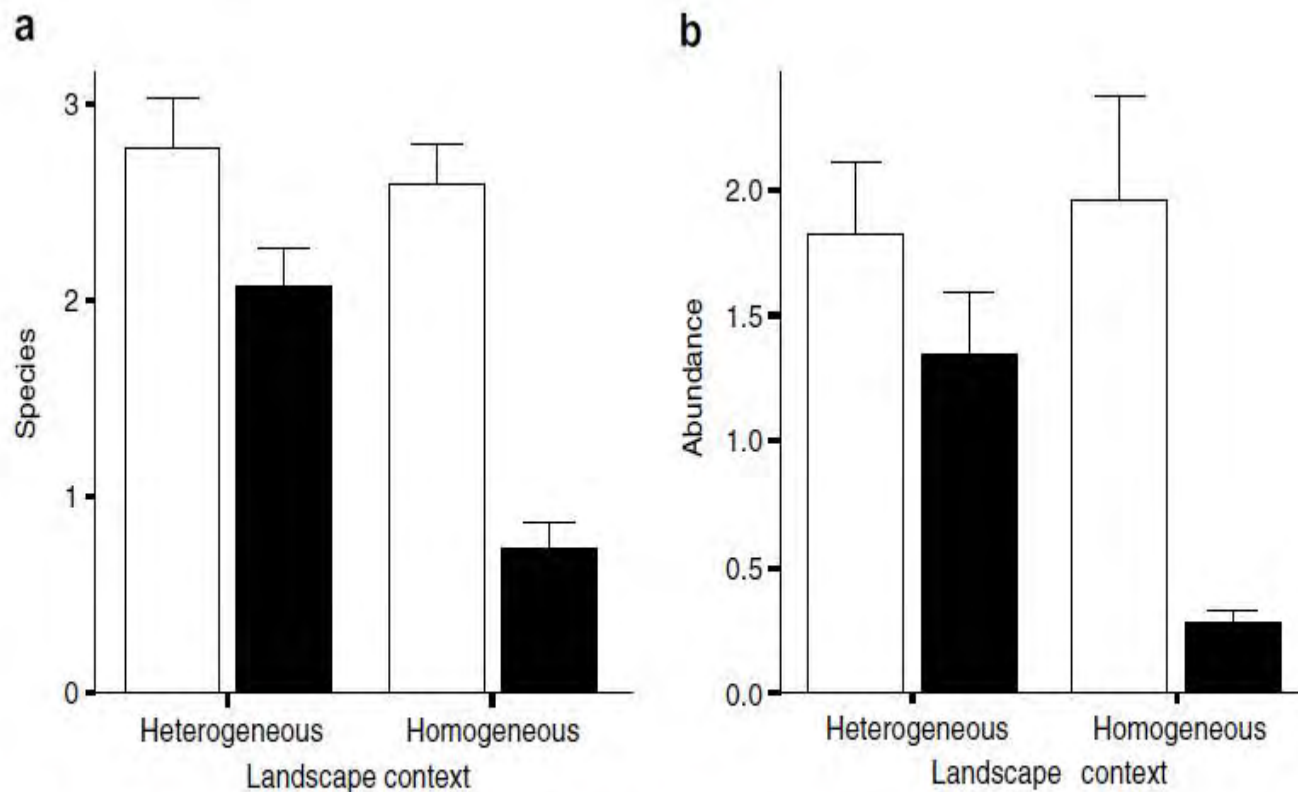 a
3
2
1
0
Species
Heterogeneous Homogeneous
Landscape context
b
2.0
1.5
1.0
0.5
0.0
Abundance
Heterogeneous Homogeneous
Landscape context